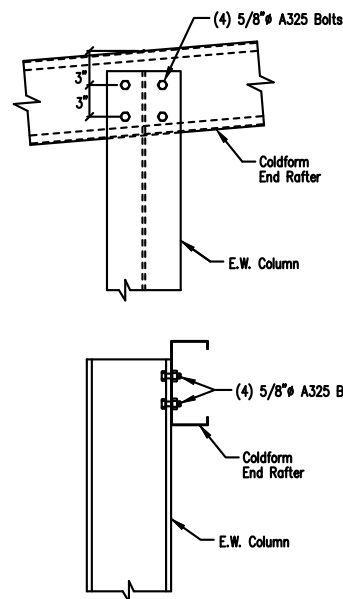 (4) 5/8"ø A325 Bolts
3"
3"
Coldform
End Rafter
E.W. Column
(4) 5/8"ø A325 B
Coldform
End Rafter
E.W. Column